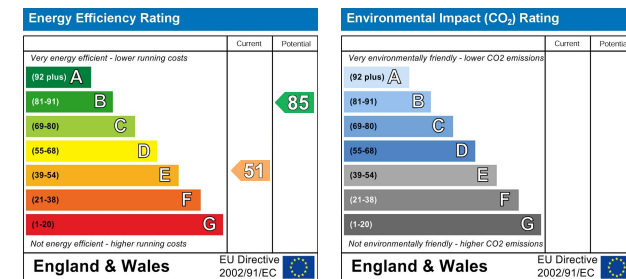 Energy Efficiency Rating
Current Potential
Very energy efficient - lower running costs
(92 plus) A
(81-91) B
85
(69-80) C
(55-68) D
(39-54) E
51
(21-38) F
(1-20) G
Not energy efficient - higher running costs
England & Wales
EU Directive
2002/91/EC
Environmental Impact (CO₂) Rating
Current Potential
Very environmentally friendly - lower CO2 emissions
(92 plus) A
(81-91) B
(69-80) C
(55-68) D
(39-54) E
(21-38) F
(1-20) G
Not environmentally friendly - higher CO2 emissions
England & Wales
EU Directive
2002/91/EC